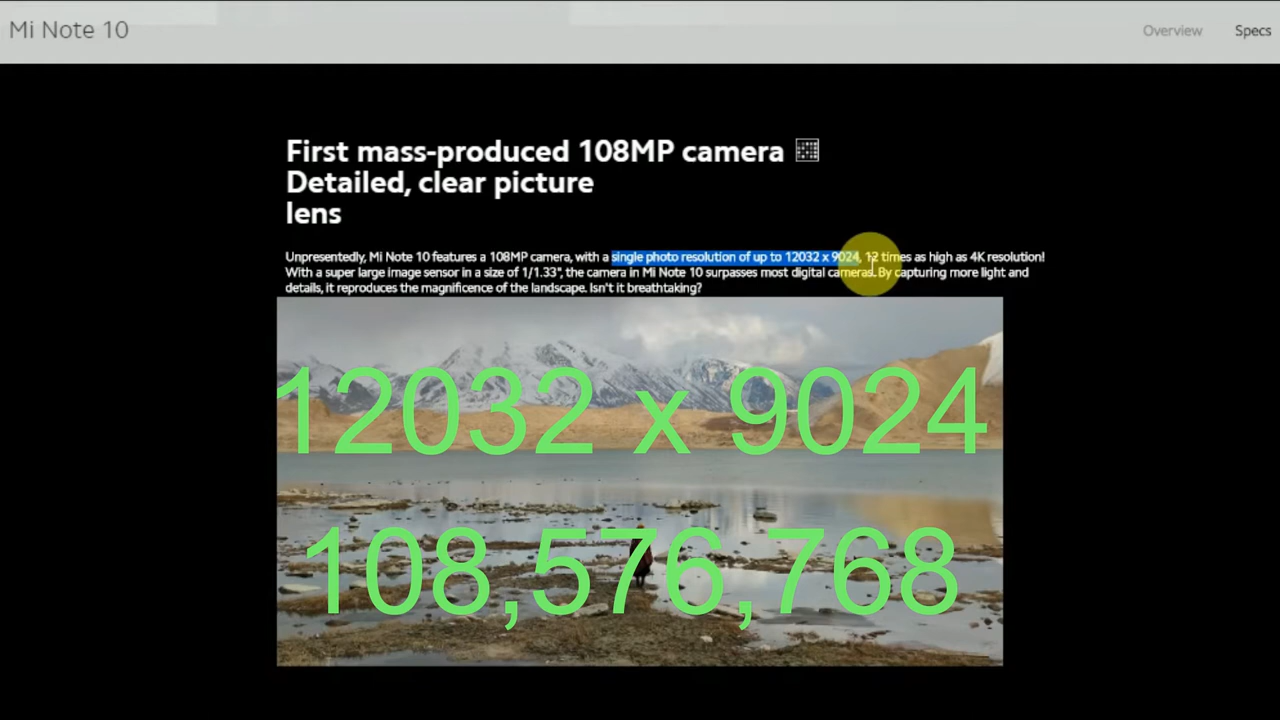 Mi Note 10
Overview
Specs
First mass-produced 108MP camera
Detailed, clear picture
lens
Unpresentedly, Mi Note 10 features a 108MP camera, with a single photo resolution of up to 12032 x 9024, 12 times as high as 4K resolution!
With a super large image sensor in a size of 1/1.33", the camera in Mi Note 10 surpasses most digital cameras. By capturing more light and
details, it reproduces the magnificence of the landscape. Isn't it breathtaking?
12032 x 9024
108,576,768